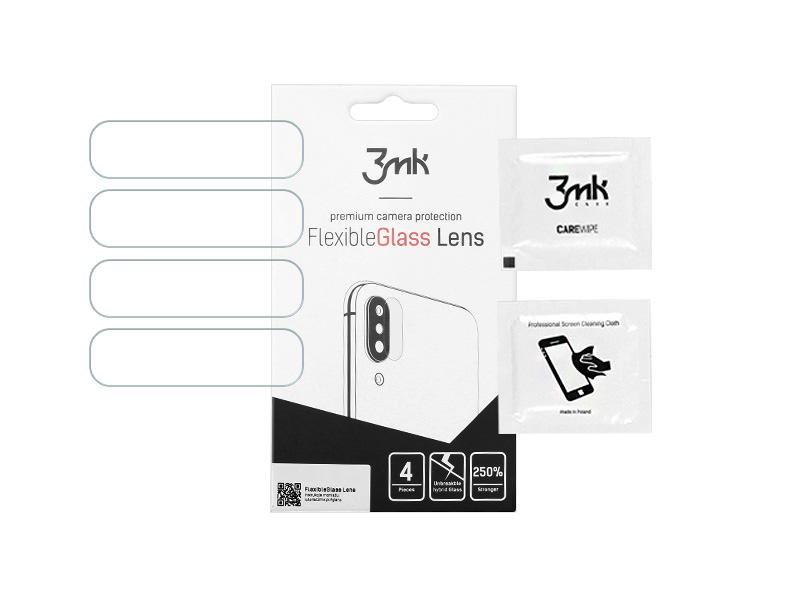 3mk
premium camera protection
FlexibleGlass Lens
4
Pieces
Unbreakable
hybrid Glass
250%
Stronger
FlexibleGlass Lens
3mk
CARE
CAREWIPE
Professional Screen Cleaning Cloth
Made in Poland